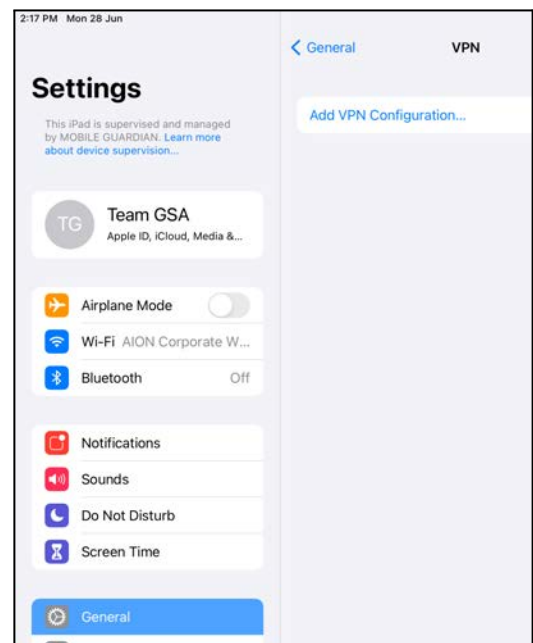 2:17 PM Mon 28 Jun
Settings
This iPad is supervised and managed
by MOBILE GUARDIAN. Learn more
about device supervision...
TG
Team GSA
Apple ID, iCloud, Media &...
Airplane Mode
Wi-Fi AION Corporate W...
Bluetooth Off
Notifications
Sounds
Do Not Disturb
Screen Time
General
General
VPN
Add VPN Configuration...